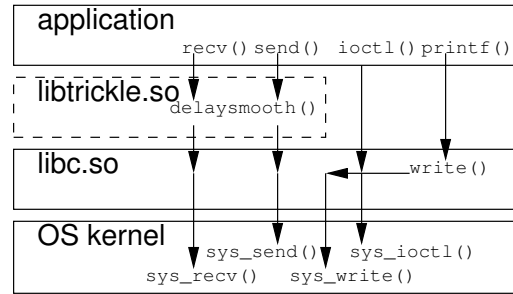 application
recv() send() ioctl() printf()
libtrickle.so
delaysmooth()
libc.so
write()
OS kernel
sys_send() sys_ioctl()
sys_recv() sys_write()